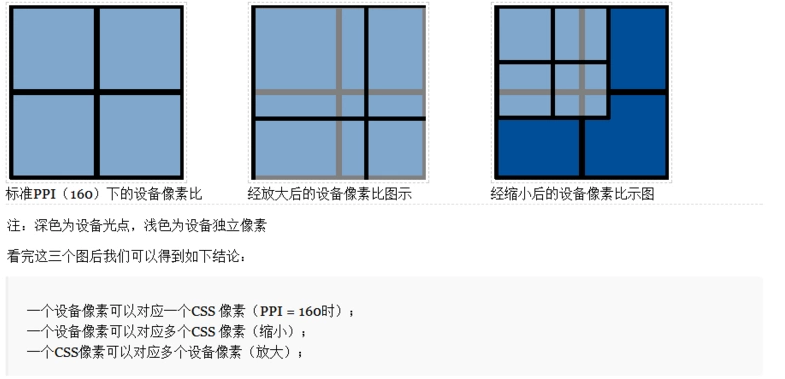 标准PPI（160）下的设备像素比
经放大后的设备像素比图示
经缩小后的设备像素比示图
注：深色为设备光点，浅色为设备独立像素
看完这三个图后我们可以得到如下结论：
一个设备像素可以对应一个CSS 像素（PPI = 160时）；
一个设备像素可以对应多个CSS 像素（缩小）；
一个CSS像素可以对应多个设备像素（放大）；